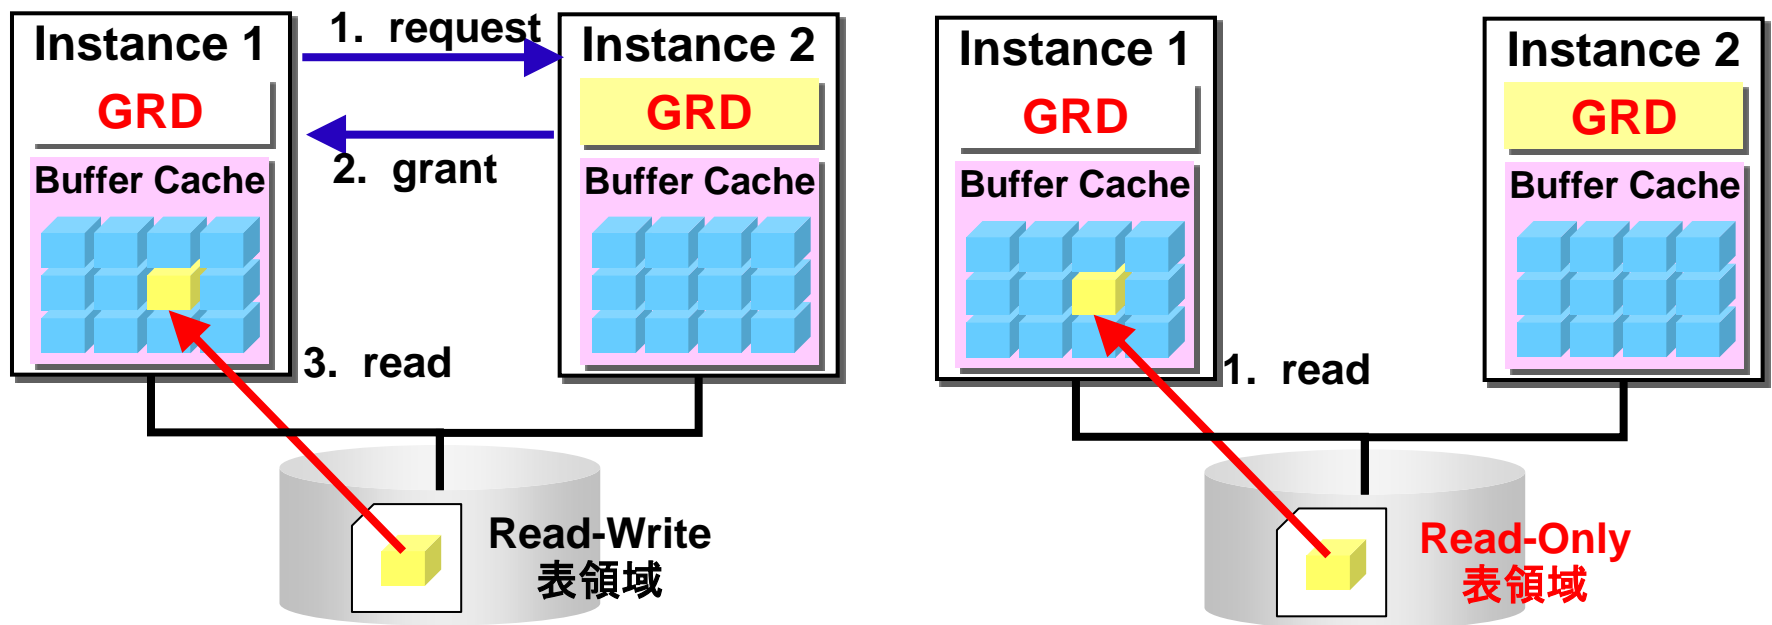 Instance 1
GRD
Buffer Cache
1. request
2. grant
3. read
Instance 2
GRD
Buffer Cache
Read-Write
表領域
Instance 1
GRD
Buffer Cache
1. read
Instance 2
GRD
Buffer Cache
Read-Only
表領域